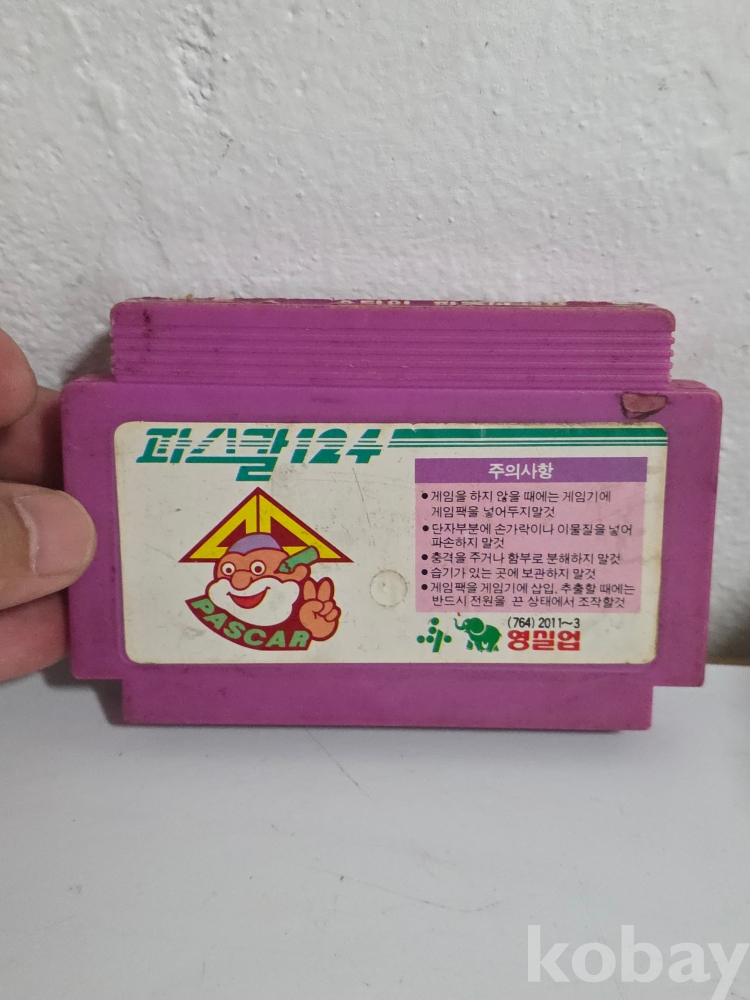 파스칼 124
주의사항
● 게임을 하지 않을 때에는 게임기에
게임팩을 넣어두지말것
● 단자부분에 손가락이나 이물질을 넣어
파손하지 말것
● 충격을 주거나 함부로 분해하지 말것
● 습기가 있는 곳에 보관하지 말것
● 게임팩을 게임기에 삽입, 추출할 때에는
반드시 전원을 끈 상태에서 조작할것
PASCAR
(764) 2011~3
영실업
kobay